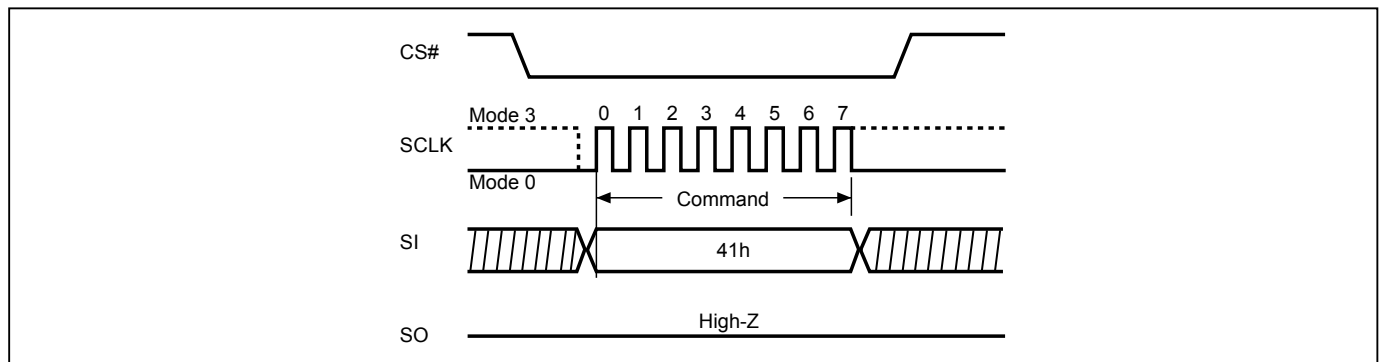 CS#
Mode 3
0 1 2 3 4 5 6 7
SCLK
Mode 0
Command
SI
41h
High-Z
SO